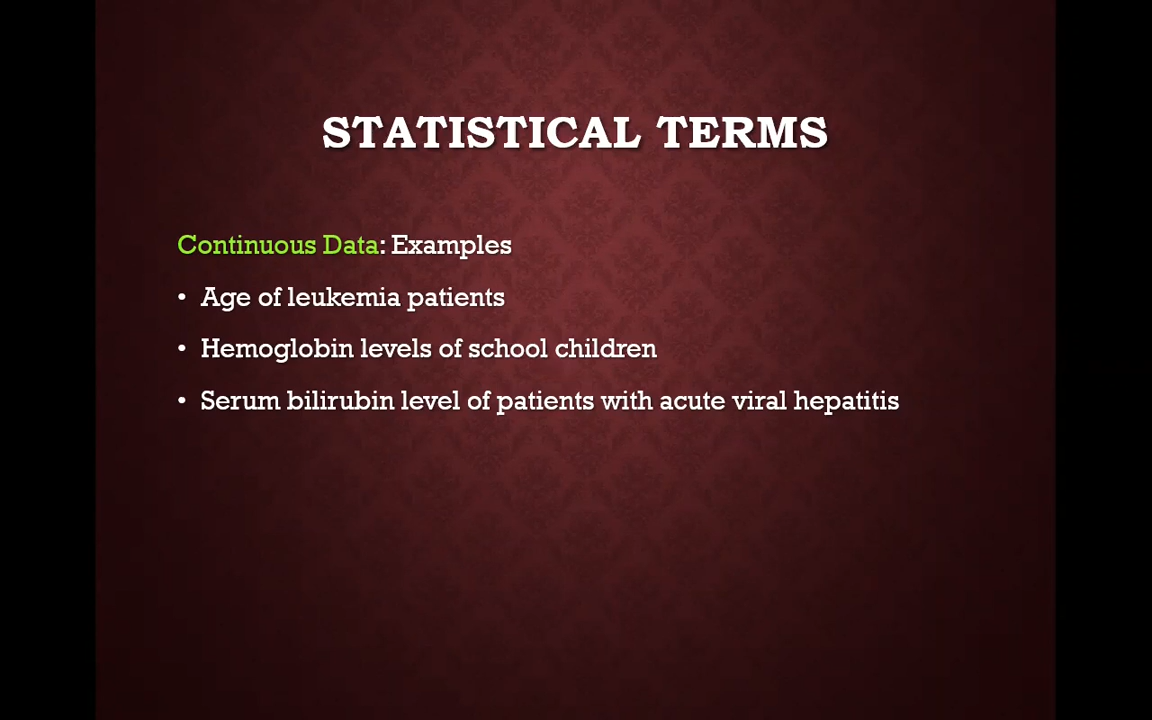 STATISTICAL TERMS
Continuous Data: Examples
• Age of leukemia patients
• Hemoglobin levels of school children
• Serum bilirubin level of patients with acute viral hepatitis